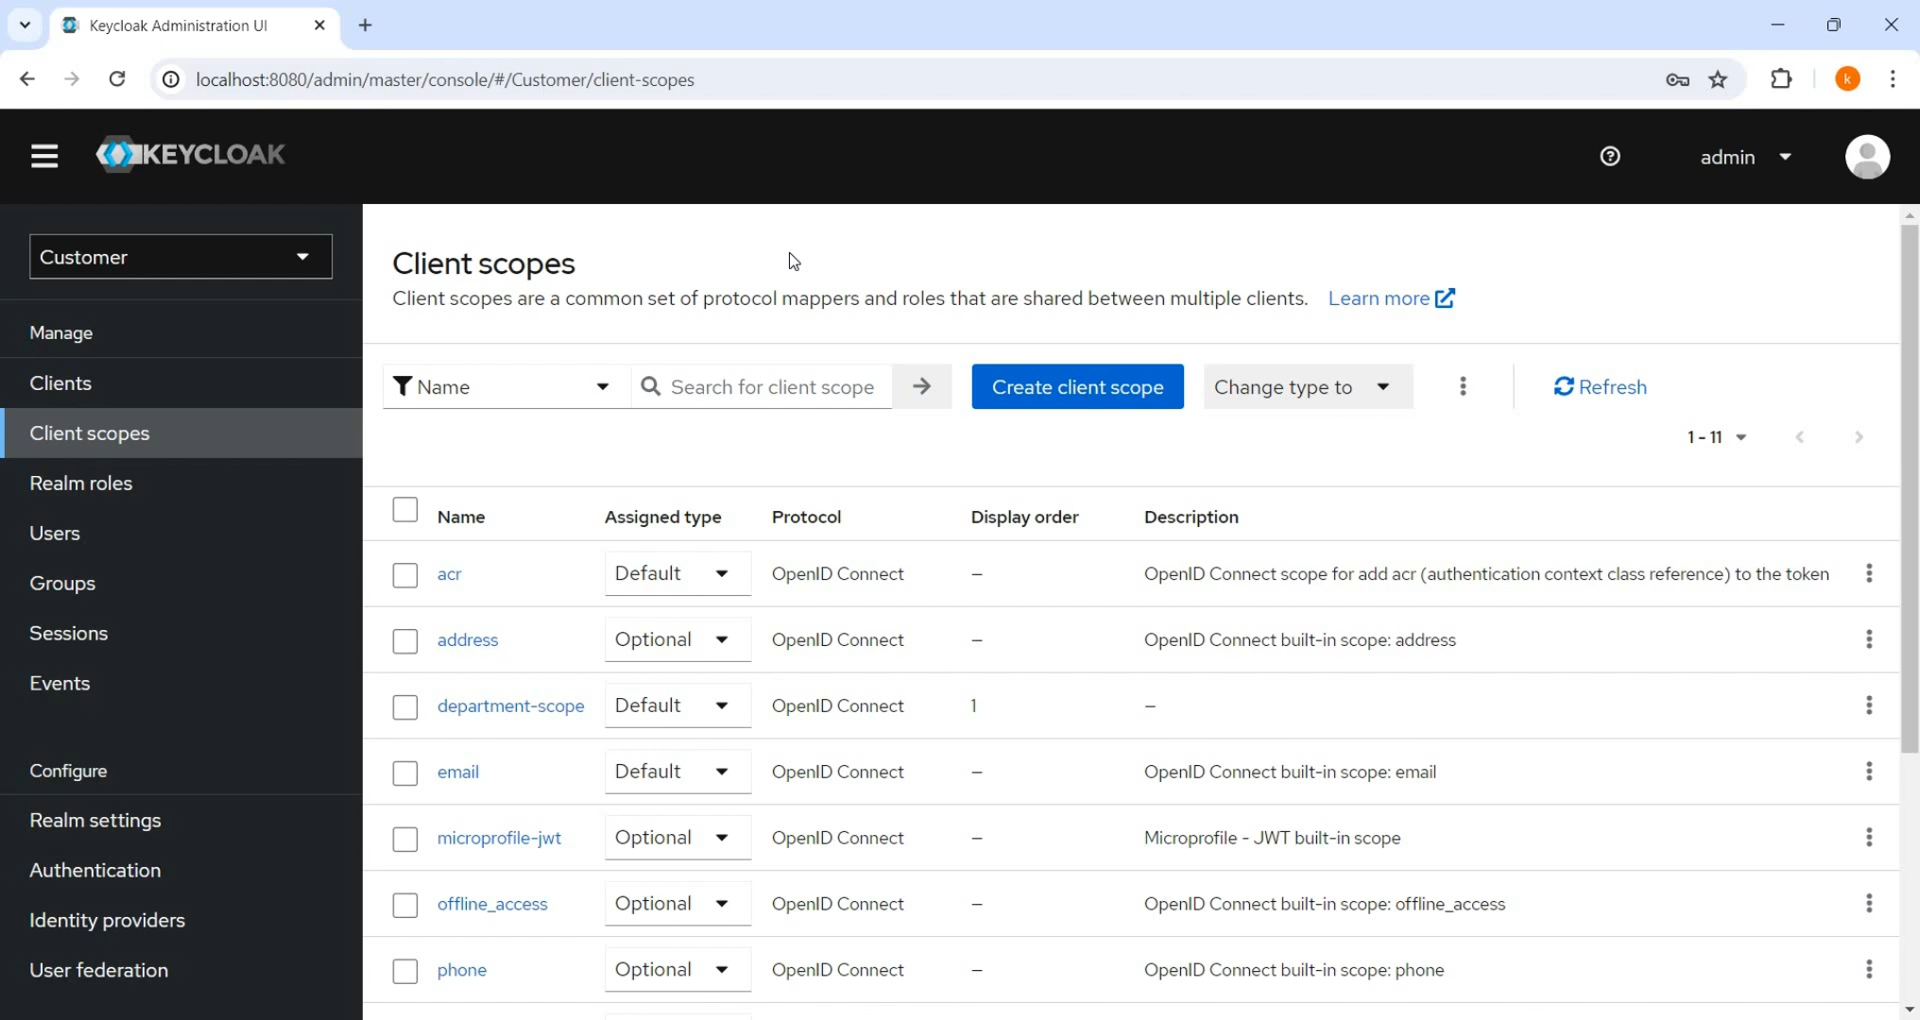 Keycloak Administration UI
localhost:8080/admin/master/console/#/Customer/client-scopes
k
KEYCLOAK
admin
Customer
Manage
Clients
Client scopes
Realm roles
Users
Groups
Sessions
Events
Configure
Realm settings
Authentication
Identity providers
User federation
Client scopes
Client scopes are a common set of protocol mappers and roles that are shared between multiple clients. Learn more
Name Search for client scope Create client scope Change type to Refresh
1 - 11
Name Assigned type Protocol Display order Description
acr Default OpenID Connect – OpenID Connect scope for add acr (authentication context class reference) to the token
address Optional OpenID Connect – OpenID Connect built-in scope: address
department-scope Default OpenID Connect 1 –
email Default OpenID Connect – OpenID Connect built-in scope: email
microprofile-jwt Optional OpenID Connect – Microprofile - JWT built-in scope
offline_access Optional OpenID Connect – OpenID Connect built-in scope: offline_access
phone Optional OpenID Connect – OpenID Connect built-in scope: phone